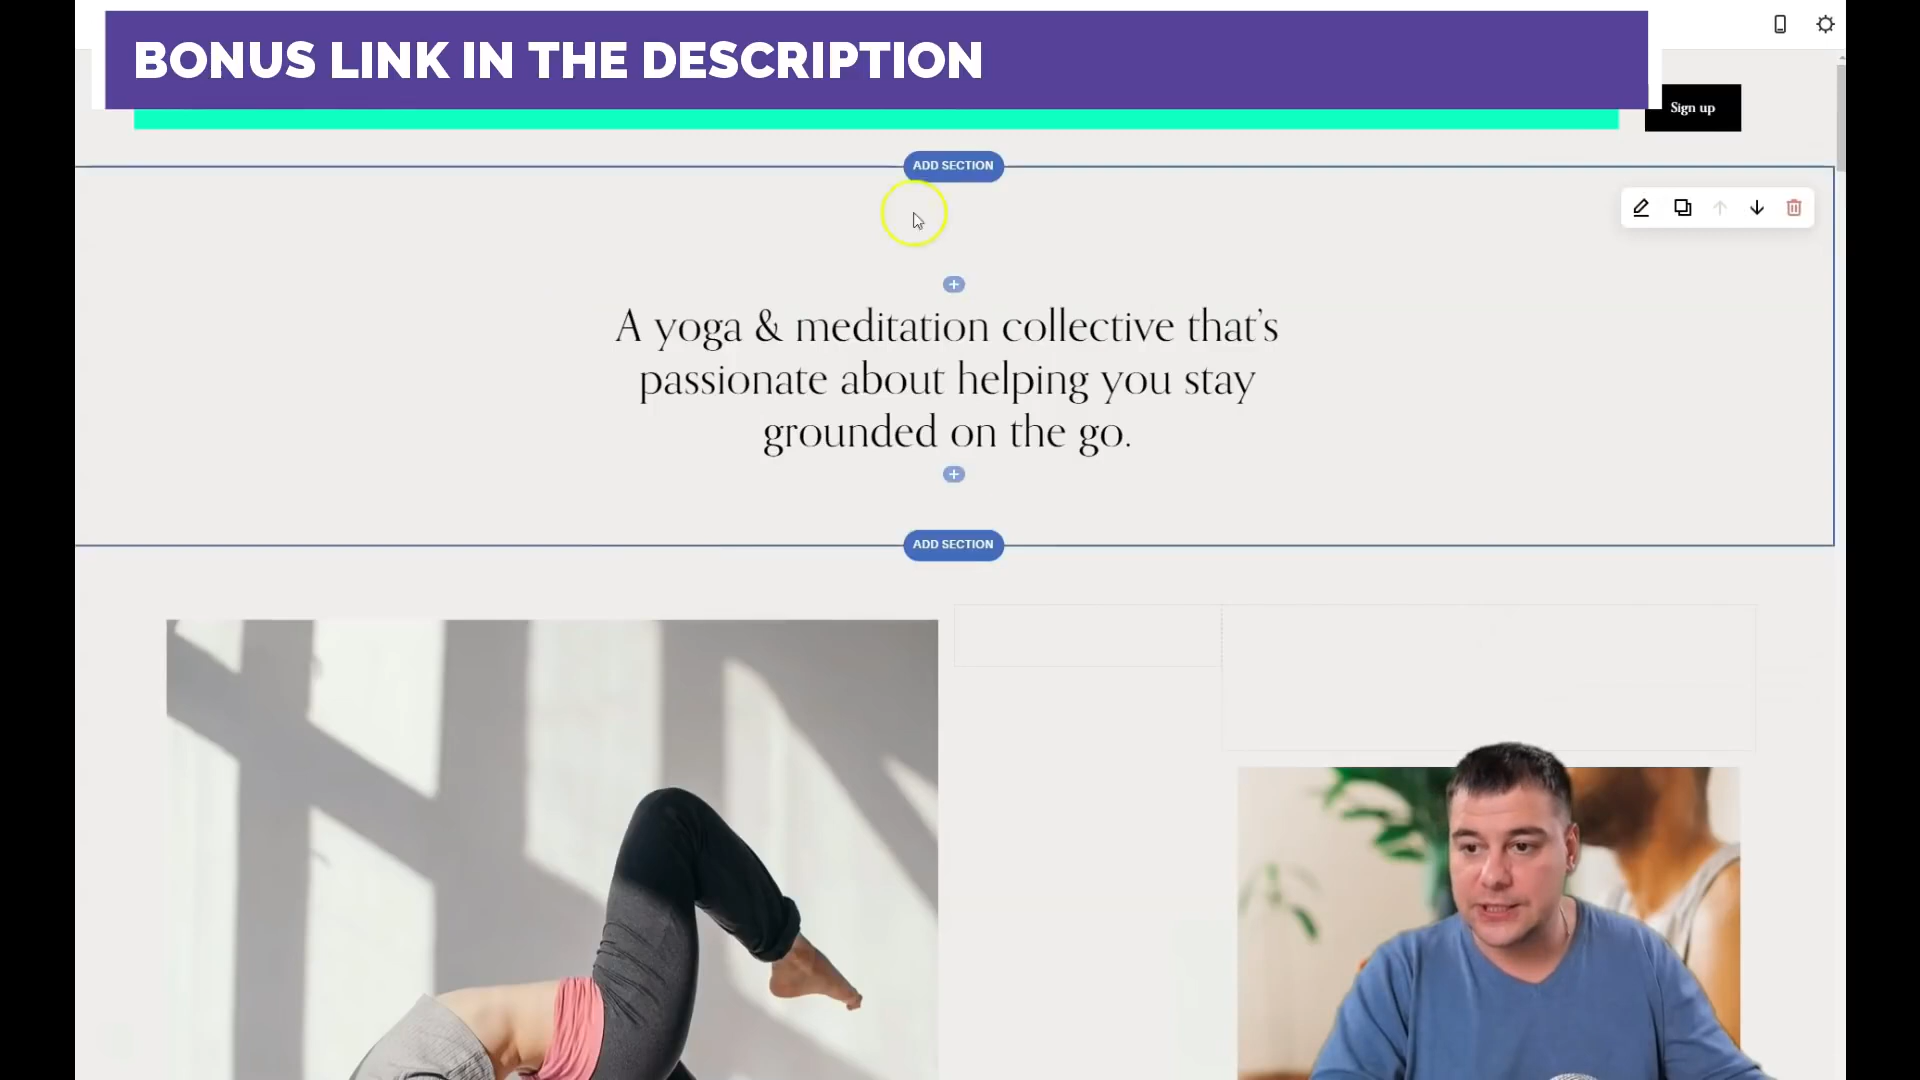 BONUS LINK IN THE DESCRIPTION
Sign up
ADD SECTION
A yoga & meditation collective that's
passionate about helping you stay
grounded on the go.
ADD SECTION